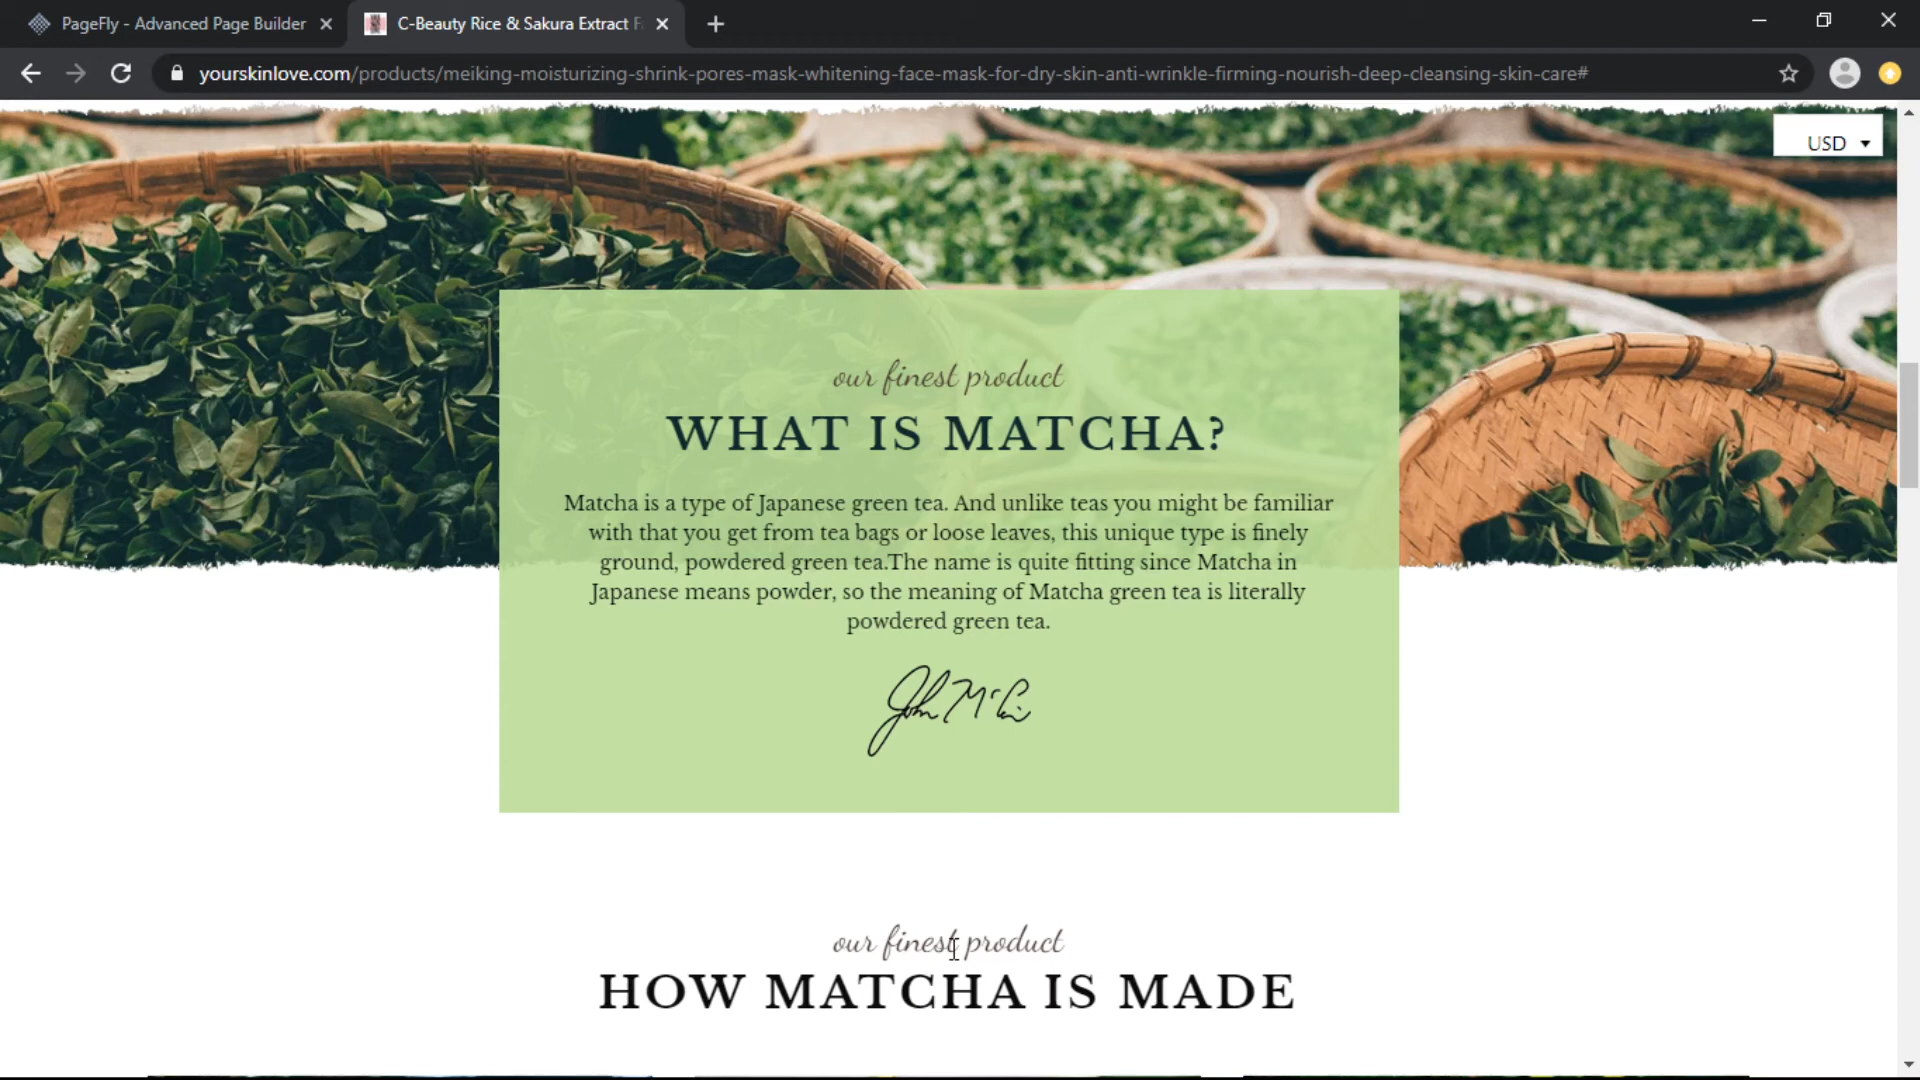 PageFly - Advanced Page Builder
C-Beauty Rice & Sakura Extract F
yourskinlove.com/products/meiking-moisturizing-shrink-pores-mask-whitening-face-mask-for-dry-skin-anti-wrinkle-firming-nourish-deep-cleansing-skin-care#
USD
our finest product
WHAT IS MATCHA?
Matcha is a type of Japanese green tea. And unlike teas you might be familiar
with that you get from tea bags or loose leaves, this unique type is finely
ground, powdered green tea.The name is quite fitting since Matcha in
Japanese means powder, so the meaning of Matcha green tea is literally
powdered green tea.
our finest product
HOW MATCHA IS MADE